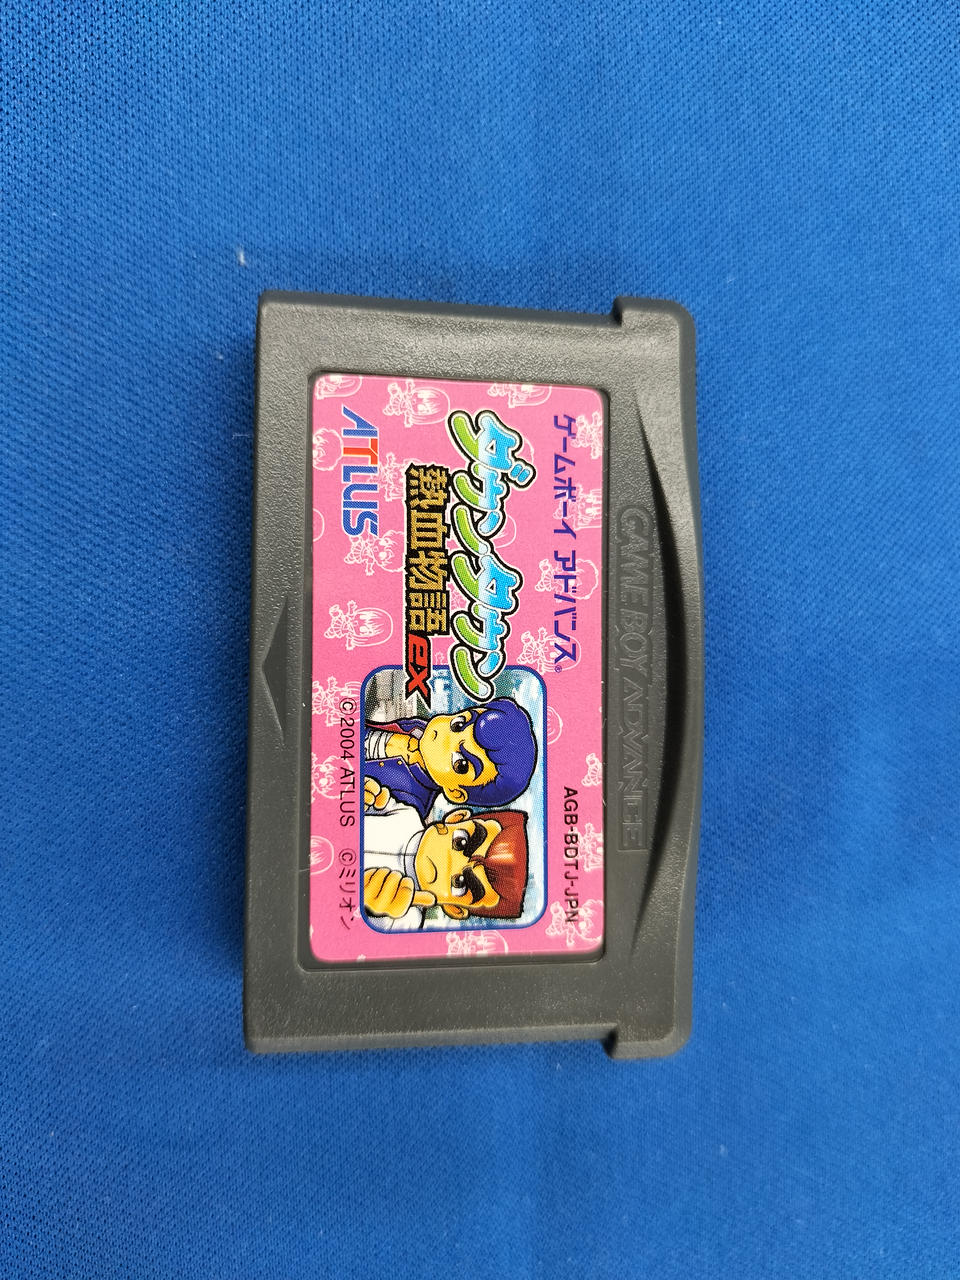 GAME BOY ADVANCE
ゲームボーイ アドバンス®
AGB-BDTJ-JPN
ダウンタウン
熱血物語EX
ATLUS
©2004 ATLUS ©ミリオン